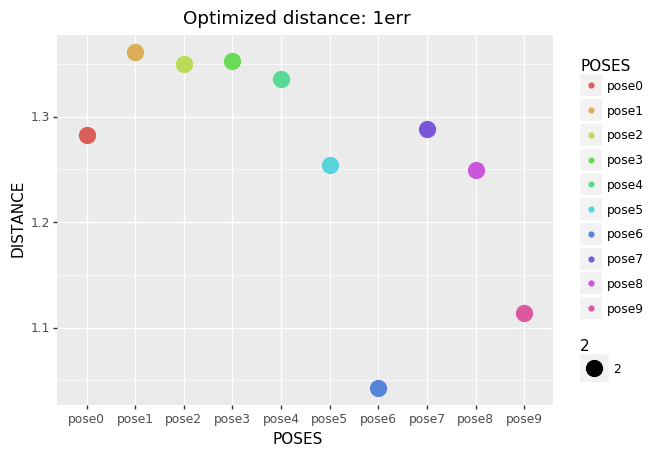 Optimized distance: 1err
DISTANCE
1.3
1.2
1.1
pose0 pose1 pose2 pose3 pose4 pose5 pose6 pose7 pose8 pose9
POSES
POSES
pose0
pose1
pose2
pose3
pose4
pose5
pose6
pose7
pose8
pose9
2
2